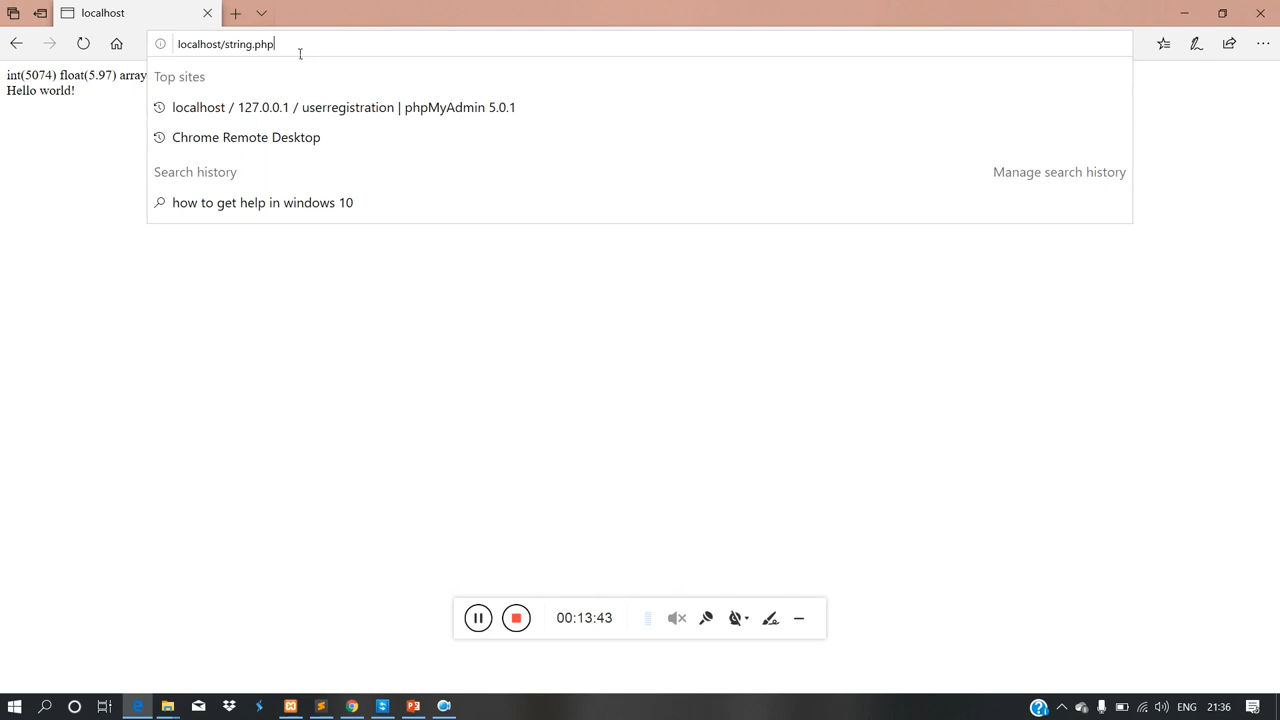 localhost
localhost/string.php
int(5074) float(5.97) array
Hello world!
Top sites
localhost / 127.0.0.1 / userregistration | phpMyAdmin 5.0.1
Chrome Remote Desktop
Search history
Manage search history
how to get help in windows 10
00:13:43
ENG
21:36